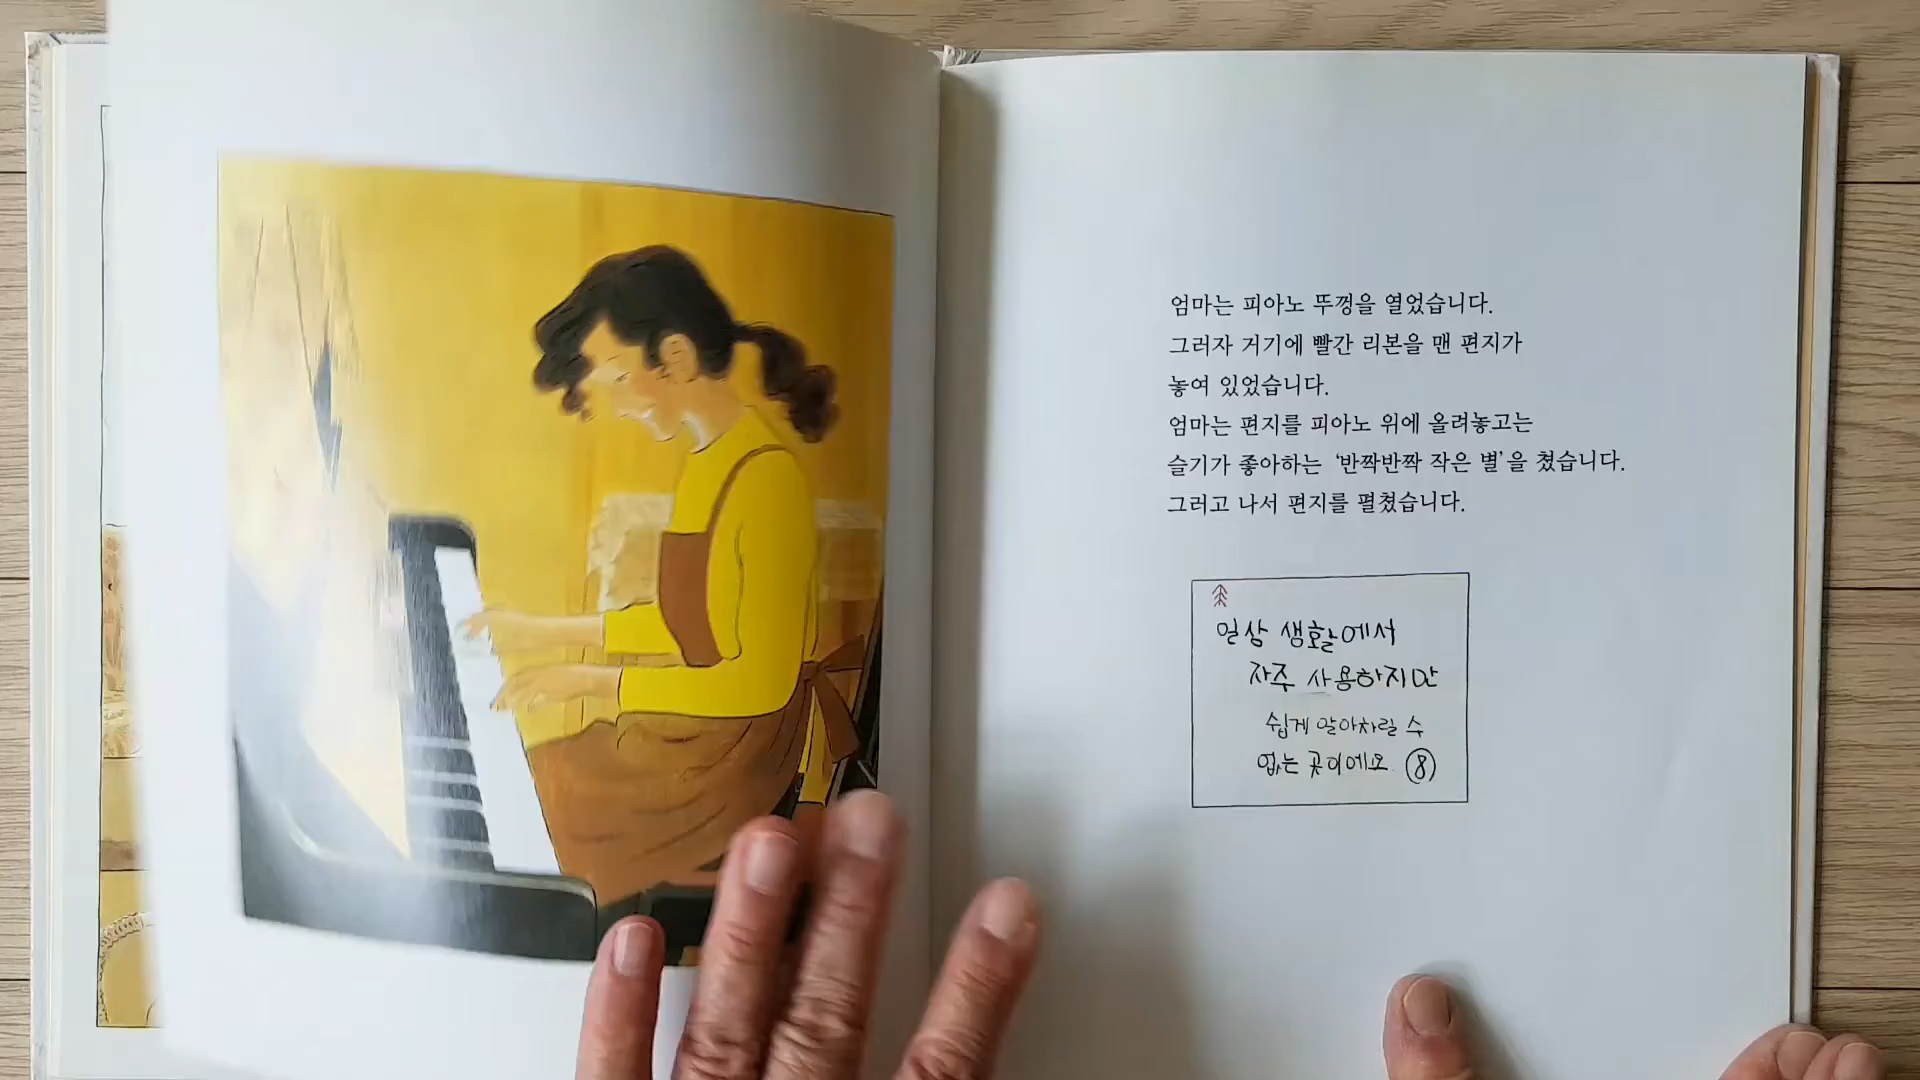 엄마는 피아노 뚜껑을 열었습니다.
그러자 거기에 빨간 리본을 맨 편지가
놓여 있었습니다.
엄마는 편지를 피아노 위에 올려놓고는
슬기가 좋아하는 ‘반짝반짝 작은 별’을 쳤습니다.
그러고 나서 편지를 펼쳤습니다.
일상 생활에서
자주 사용하지만
쉽게 알아차릴 수
없는 곳이에요. ⑧